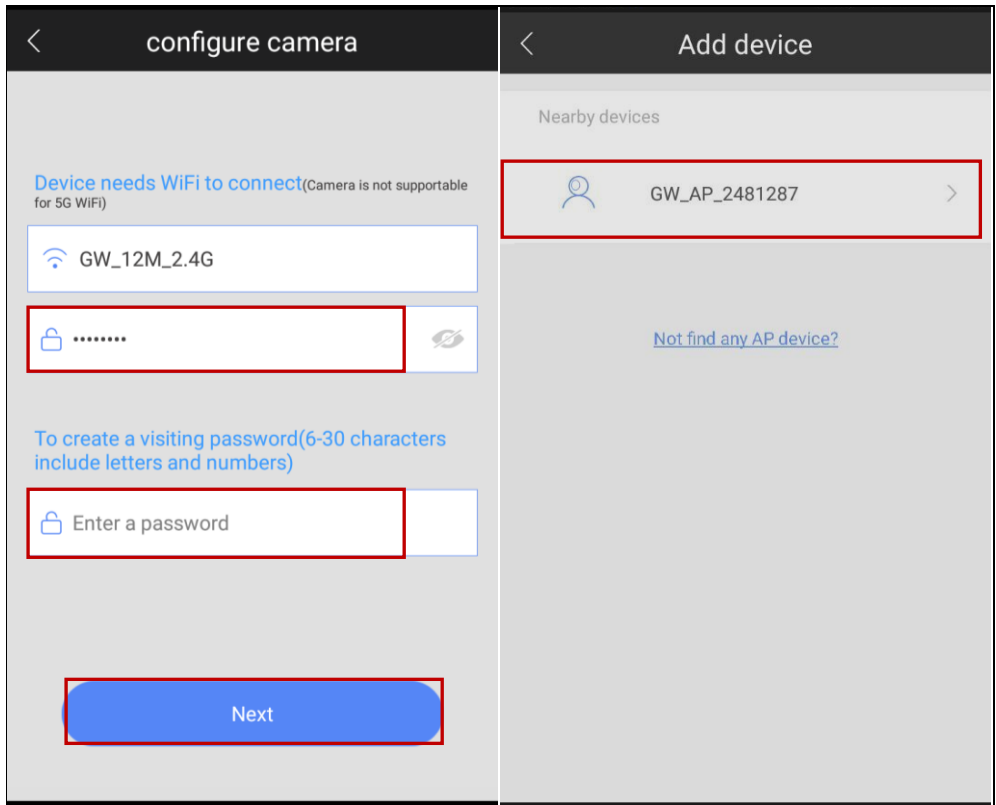 configure camera
Device needs WiFi to connect(Camera is not supportable
for 5G WiFi)
GW_12M_2.4G
••••••••
To create a visiting password(6-30 characters
include letters and numbers)
Enter a password
Next
Add device
Nearby devices
GW_AP_2481287
Not find any AP device?